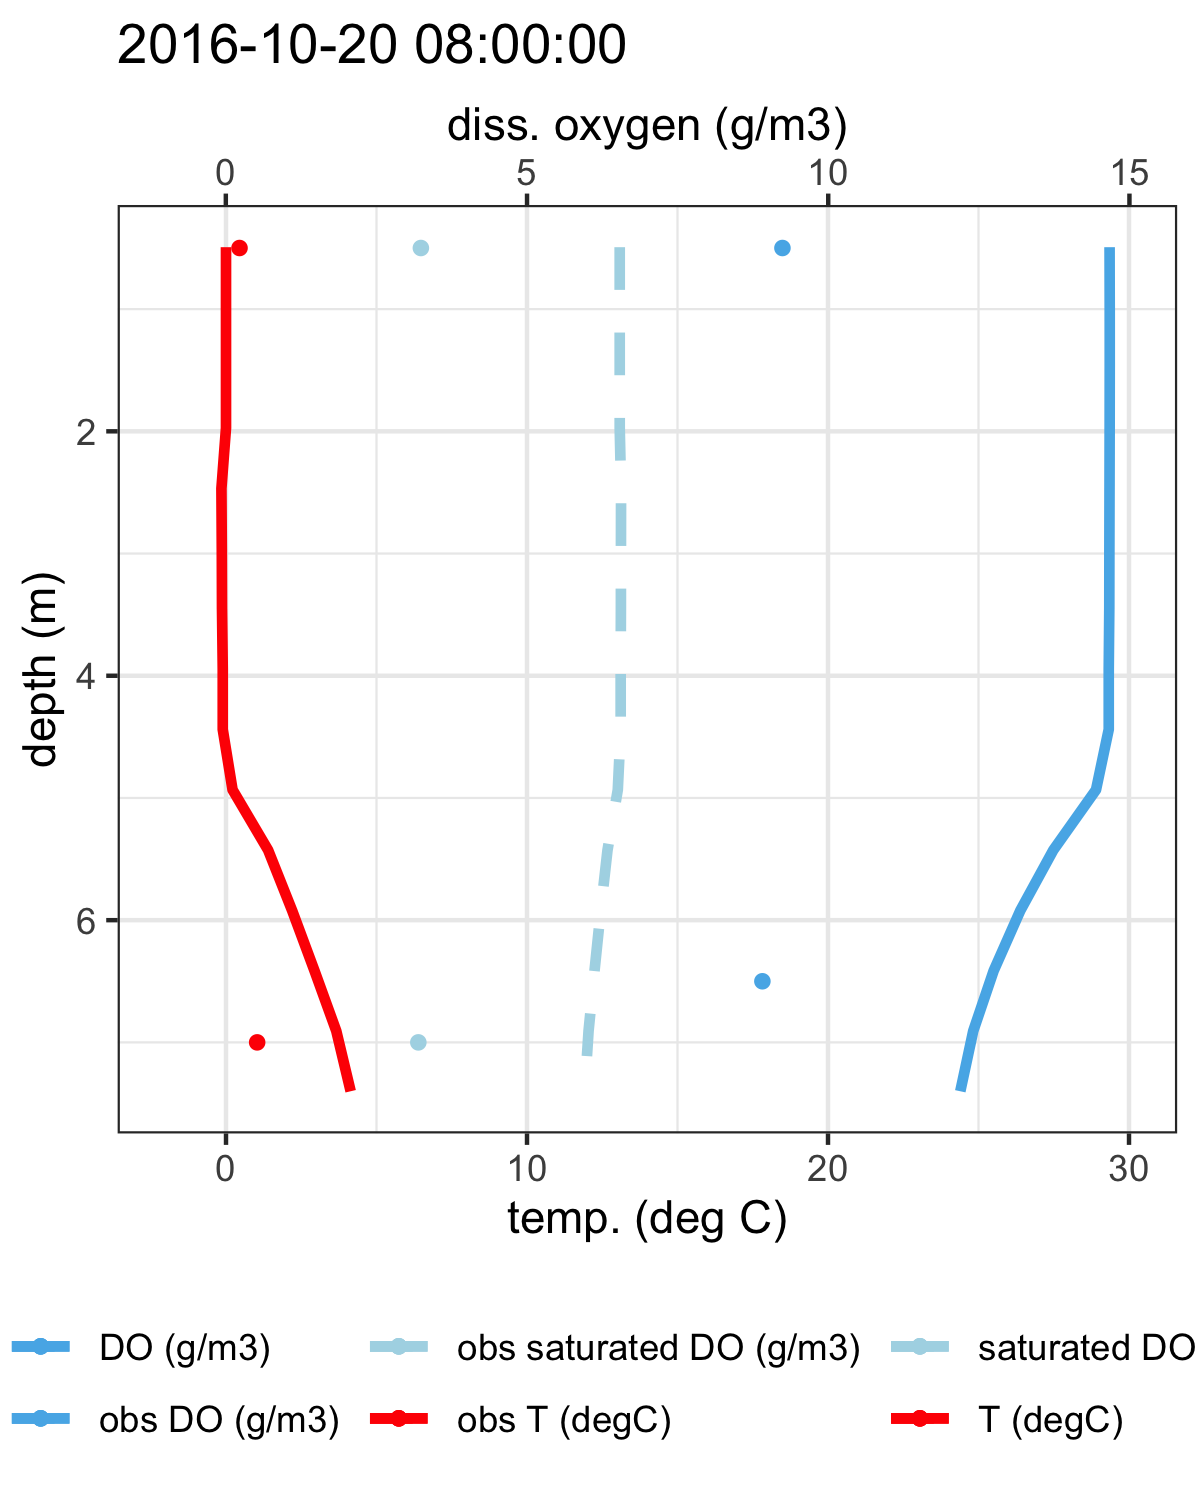 2016-10-20 08:00:00
diss. oxygen (g/m3)
0 5 10 15
depth (m)
2
4
6
0 10 20 30
temp. (deg C)
DO (g/m3) obs saturated DO (g/m3) saturated DO
obs DO (g/m3) obs T (degC) T (degC)